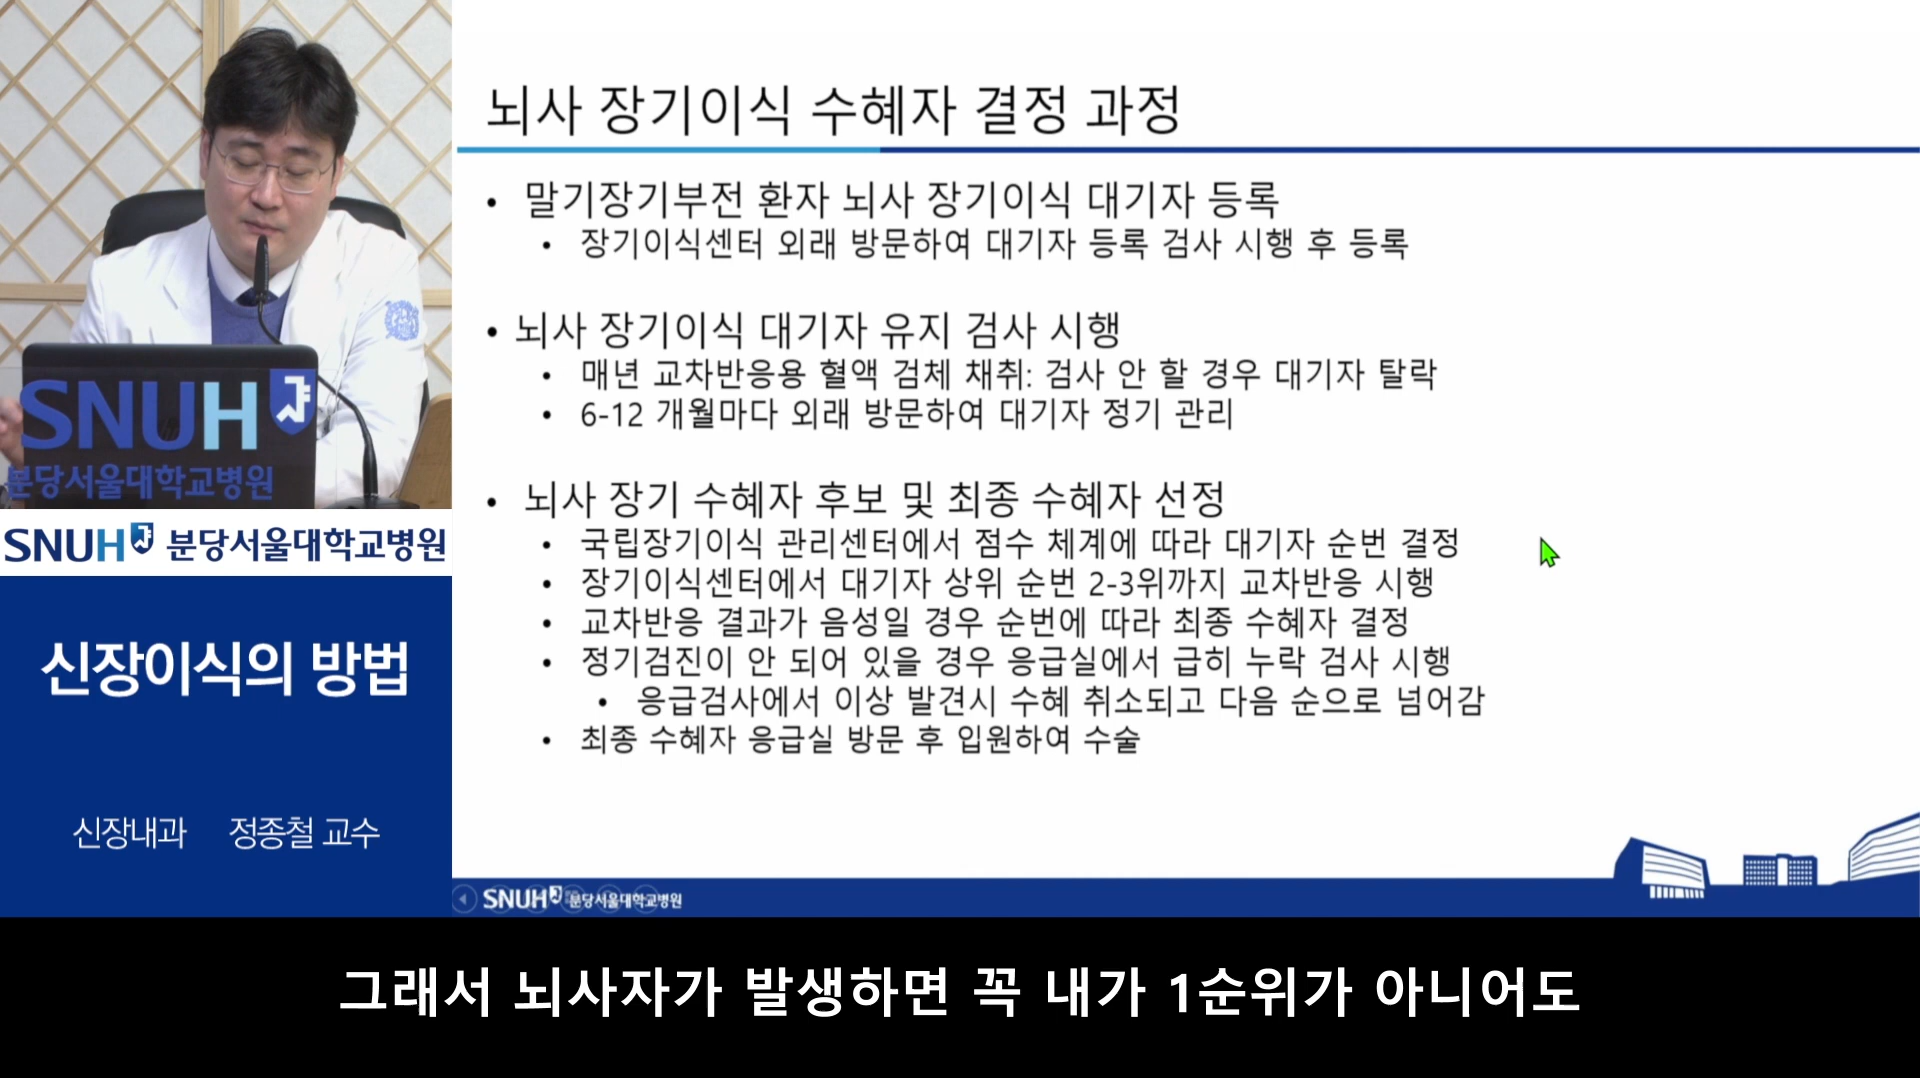 뇌사 장기이식 수혜자 결정 과정
• 말기장기부전 환자 뇌사 장기이식 대기자 등록
• 장기이식센터 외래 방문하여 대기자 등록 검사 시행 후 등록
• 뇌사 장기이식 대기자 유지 검사 시행
• 매년 교차반응용 혈액 검체 채취: 검사 안 할 경우 대기자 탈락
• 6-12 개월마다 외래 방문하여 대기자 정기 관리
• 뇌사 장기 수혜자 후보 및 최종 수혜자 선정
• 국립장기이식 관리센터에서 점수 체계에 따라 대기자 순번 결정
• 장기이식센터에서 대기자 상위 순번 2-3위까지 교차반응 시행
• 교차반응 결과가 음성일 경우 순번에 따라 최종 수혜자 결정
• 정기검진이 안 되어 있을 경우 응급실에서 급히 누락 검사 시행
• 응급검사에서 이상 발견시 수혜 취소되고 다음 순으로 넘어감
• 최종 수혜자 응급실 방문 후 입원하여 수술
SNUH
분당서울대학교병원
SNUH 분당서울대학교병원
신장이식의 방법
신장내과 정종철 교수
SNUH 분당서울대학교병원
그래서 뇌사자가 발생하면 꼭 내가 1순위가 아니어도